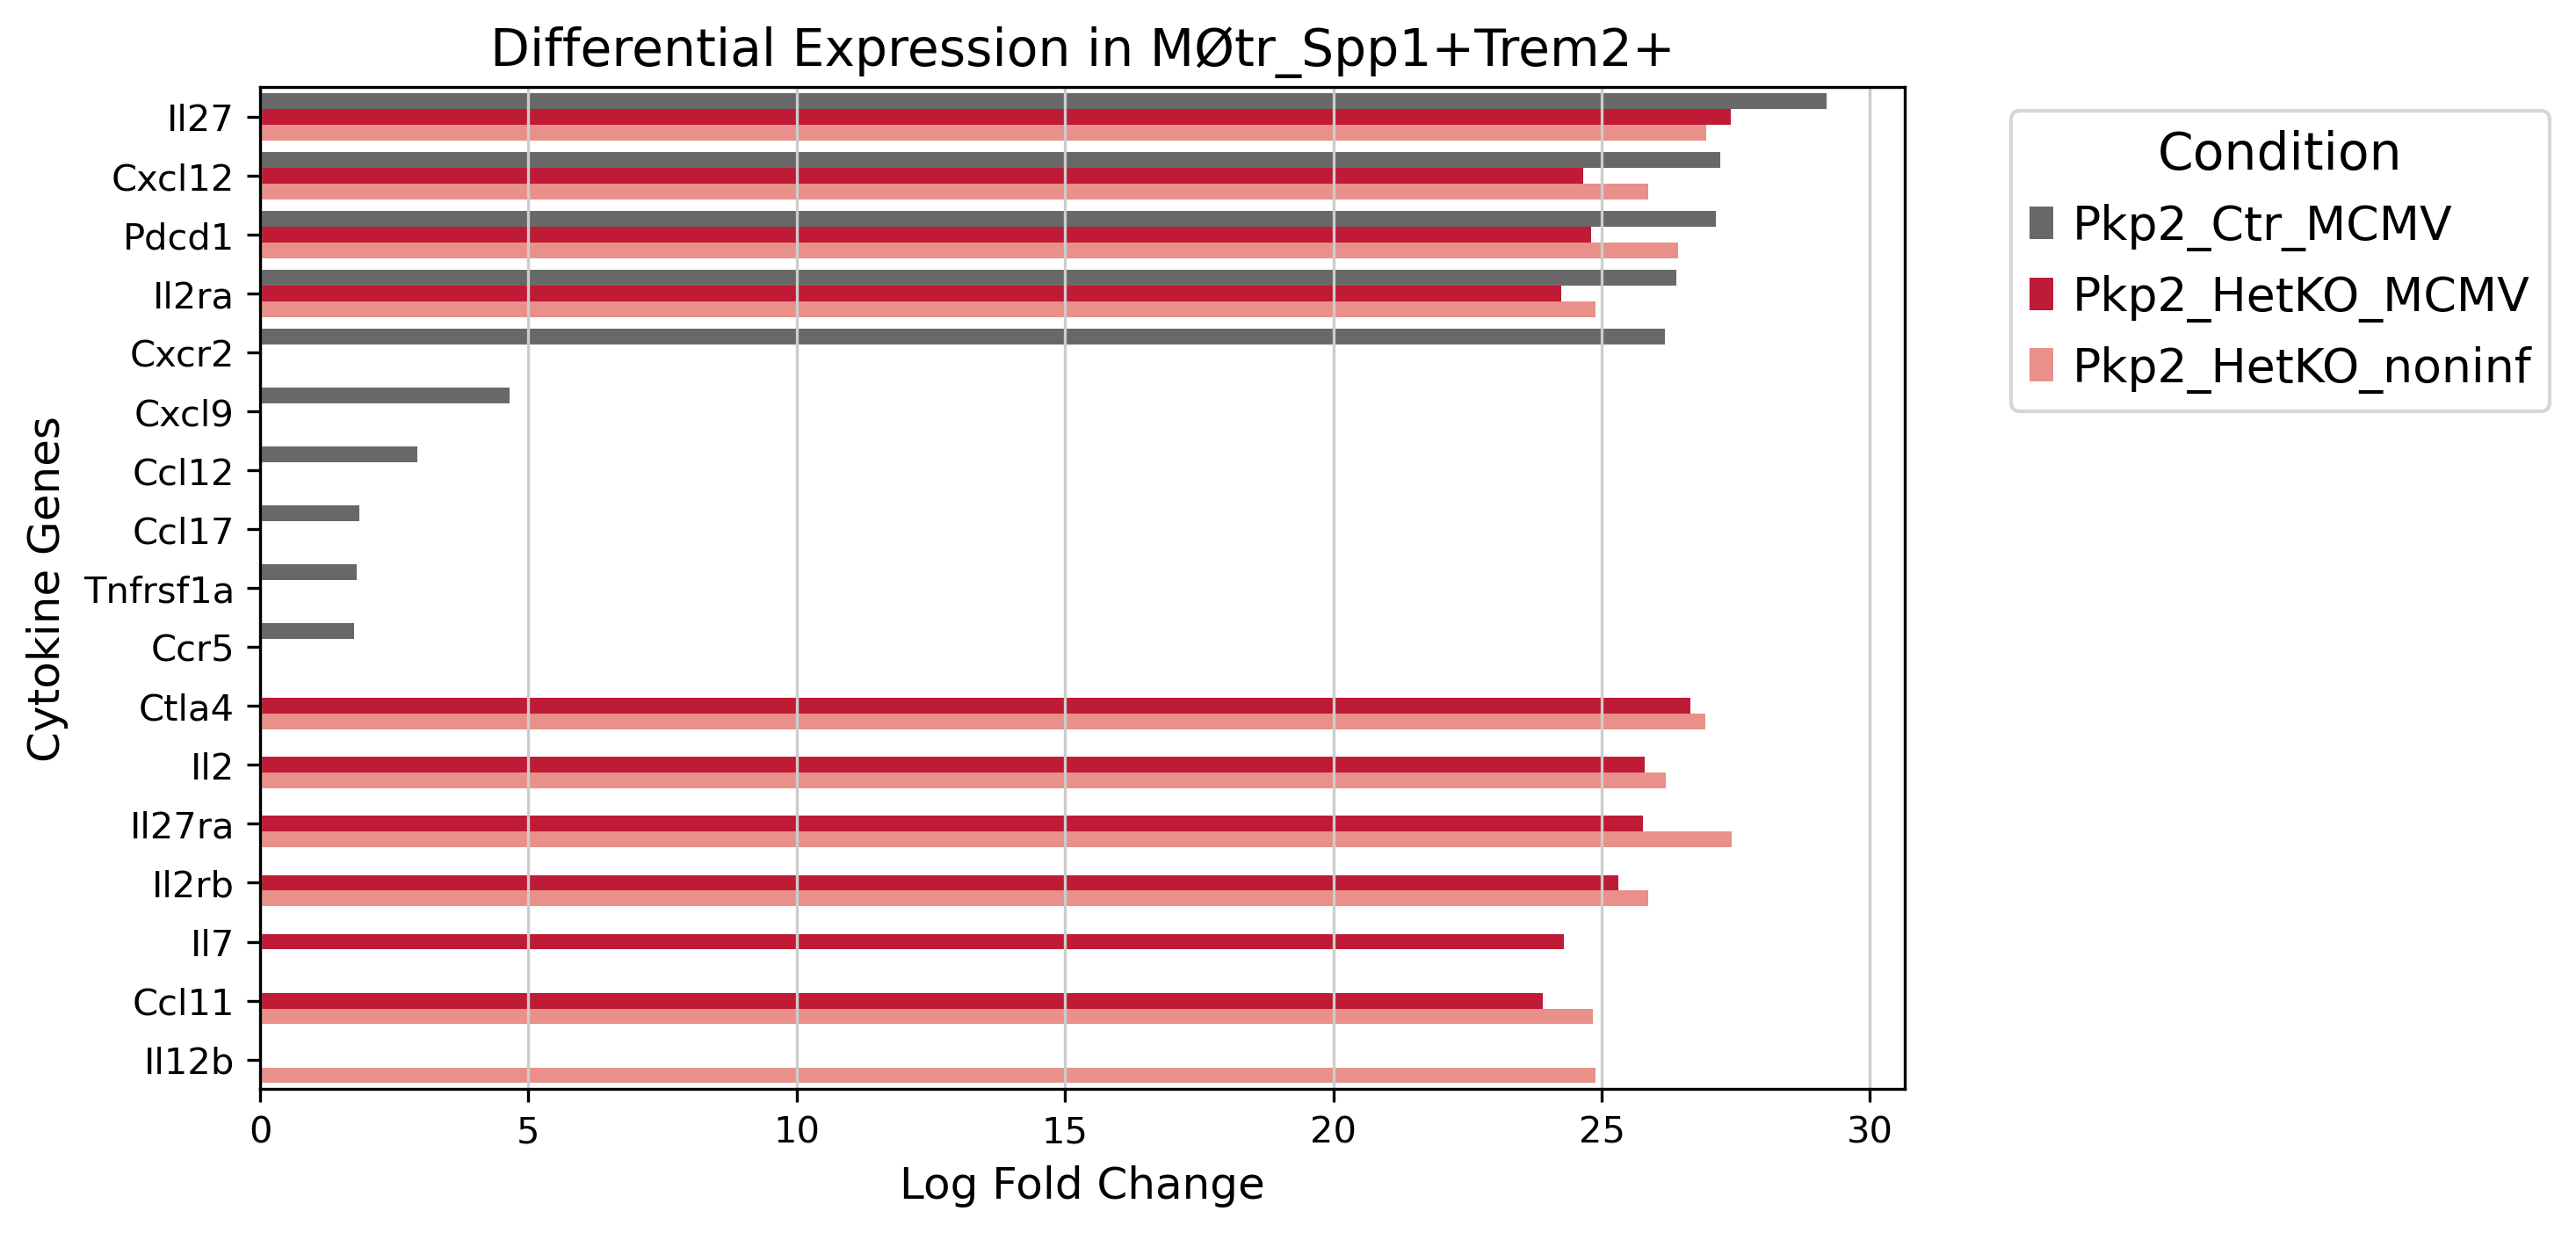 Differential Expression in MØtr_Spp1+Trem2+
Cytokine Genes
Il27
Cxcl12
Pdcd1
Il2ra
Cxcr2
Cxcl9
Ccl12
Ccl17
Tnfrsf1a
Ccr5
Ctla4
Il2
Il27ra
Il2rb
Il7
Ccl11
Il12b
0 5 10 15 20 25 30
Log Fold Change
Condition
Pkp2_Ctr_MCMV
Pkp2_HetKO_MCMV
Pkp2_HetKO_noninf